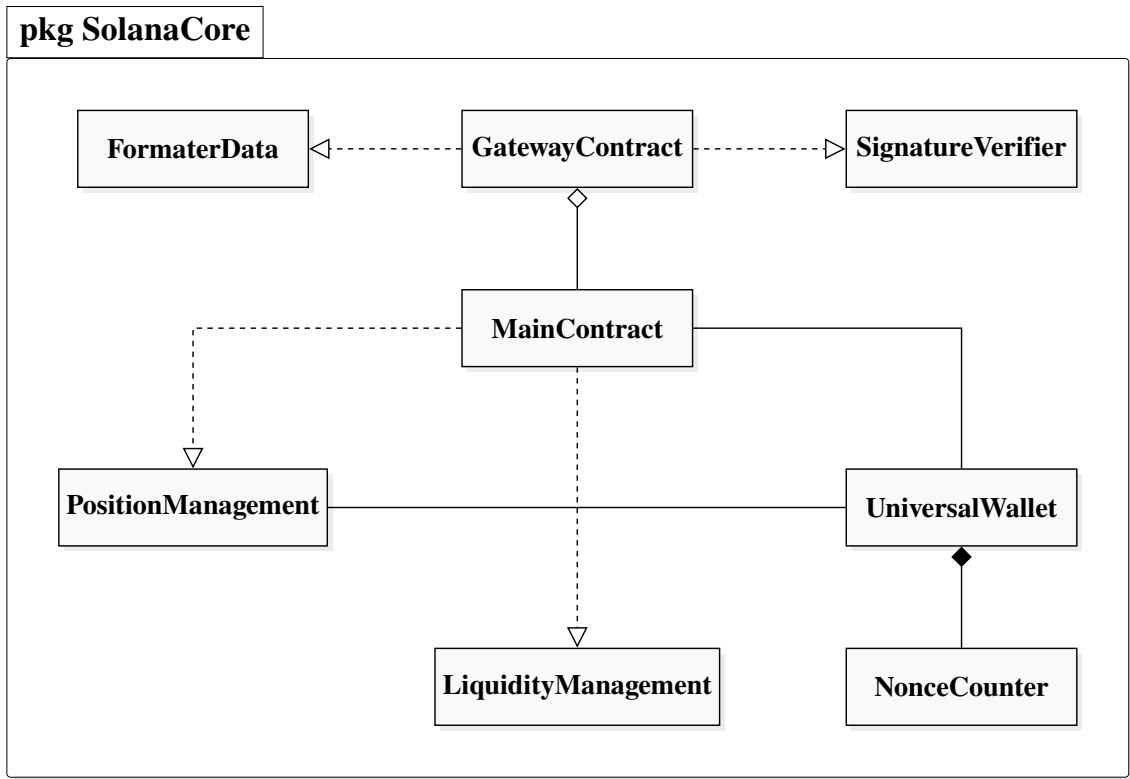 pkg SolanaCore
FormaterData
GatewayContract
SignatureVerifier
MainContract
PositionManagement
UniversalWallet
LiquidityManagement
NonceCounter